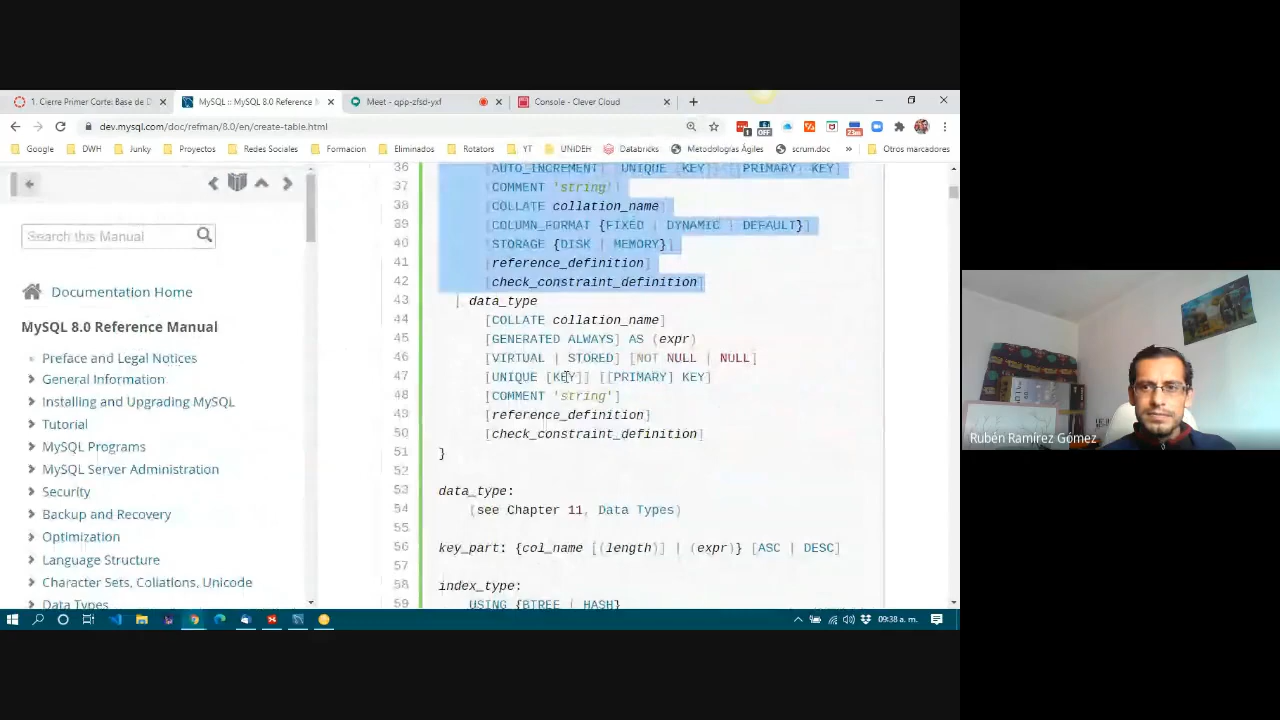 1. Cierre Primer Corte: Base de D
MySQL :: MySQL 8.0 Reference M
Meet - qpp-zfsd-yxf
Console - Clever Cloud
dev.mysql.com/doc/refman/8.0/en/create-table.html
1
OFF
23m
Google
DWH
Junky
Proyectos
Redes Sociales
Formacion
Eliminados
Rotators
YT
UNIDEH
Databricks
Metodologías Ágiles
scrum.doc
»
Otros marcadores
Search this Manual
Documentation Home
MySQL 8.0 Reference Manual
Preface and Legal Notices
General Information
Installing and Upgrading MySQL
Tutorial
MySQL Programs
MySQL Server Administration
Security
Backup and Recovery
Optimization
Language Structure
Character Sets, Collations, Unicode
Data Types
36 [AUTO_INCREMENT] [UNIQUE [KEY]] [[PRIMARY] KEY]
37 [COMMENT 'string']
38 [COLLATE collation_name]
39 [COLUMN_FORMAT {FIXED | DYNAMIC | DEFAULT}]
40 [STORAGE {DISK | MEMORY}]
41 [reference_definition]
42 [check_constraint_definition]
43 | data_type
44 [COLLATE collation_name]
45 [GENERATED ALWAYS] AS (expr)
46 [VIRTUAL | STORED] [NOT NULL | NULL]
47 [UNIQUE [KEY]] [[PRIMARY] KEY]
48 [COMMENT 'string']
49 [reference_definition]
50 [check_constraint_definition]
51 }
52
53 data_type:
54 (see Chapter 11, Data Types)
55
56 key_part: {col_name [(length)] | (expr)} [ASC | DESC]
57
58 index_type:
59 USING {BTREE | HASH}
09:38 a. m.
Rubén Ramírez Gómez